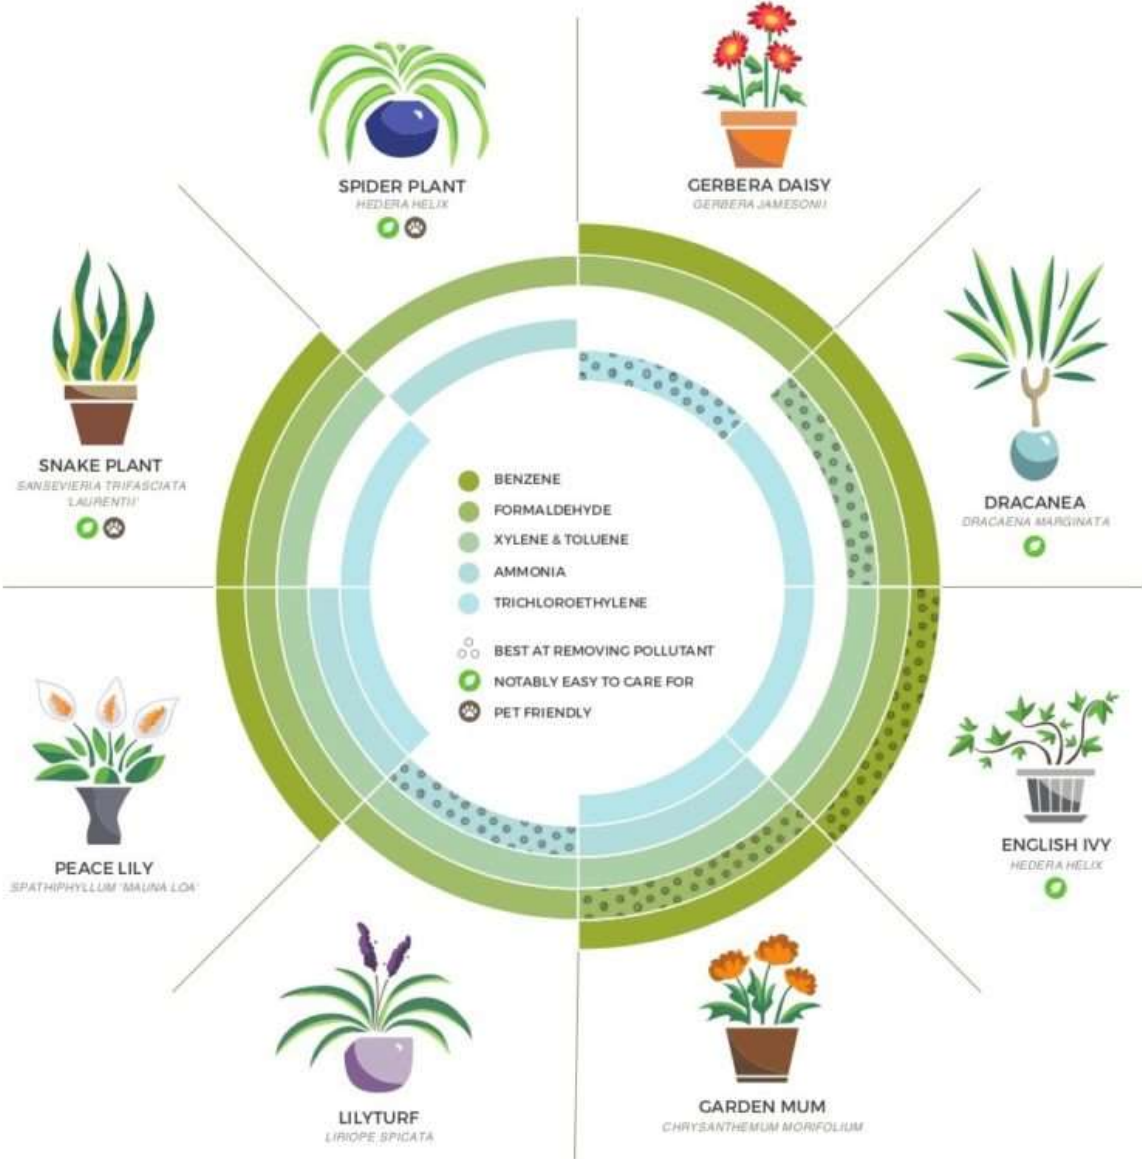 SPIDER PLANT
HEDERA HELIX
GERBERA DAISY
GERBERA JAMESONII
SNAKE PLANT
SANSEVIERIA TRIFASCIATA
'LAURENTII'
DRACANEA
DRACAENA MARGINATA
BENZENE
FORMALDEHYDE
XYLENE & TOLUENE
AMMONIA
TRICHLOROETHYLENE
BEST AT REMOVING POLLUTANT
NOTABLY EASY TO CARE FOR
PET FRIENDLY
PEACE LILY
SPATHIPHYLLUM 'MAUNA LOA'
ENGLISH IVY
HEDERA HELIX
LILYTURF
LIRIOPE SPICATA
GARDEN MUM
CHRYSANTHEMUM MORIFOLIUM